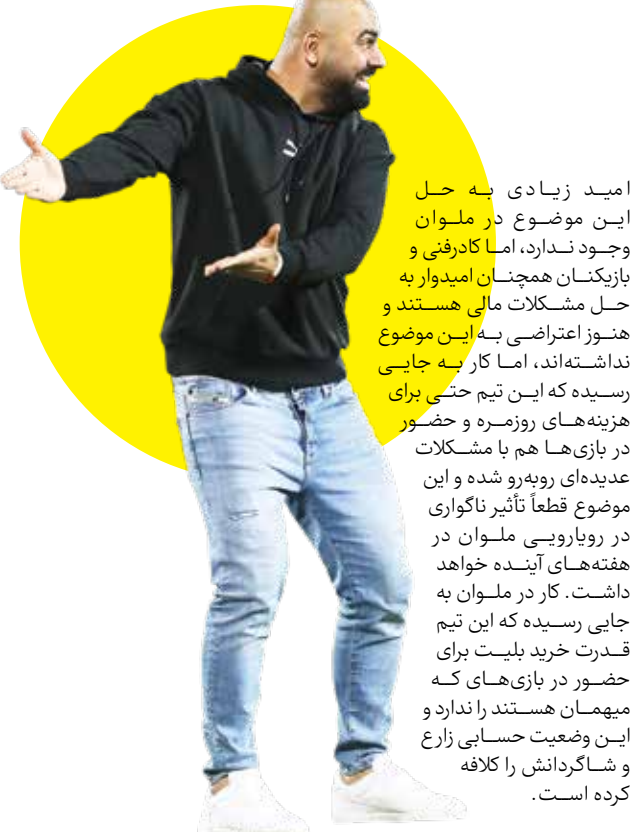 امید زیادی به حل
این موضوع در ملوان
وجود ندارد، اما کادرفنی و
بازیکنان همچنان امیدوار به
حل مشکلات مالی هستند و
هنوز اعتراضی به این موضوع
نداشته‌اند، اما کار به جایی
رسیده که این تیم حتی برای
هزینه‌های روزمره و حضور
در بازی‌ها هم با مشکلات
عدیده‌ای روبه‌رو شده و این
موضوع قطعاً تأثیر ناگواری
در رویارویی ملوان در
هفته‌های آینده خواهد
داشت. کار در ملوان به
جایی رسیده که این تیم
قدرت خرید بلیت برای
حضور در بازی‌های که
میهمان هستند را ندارد و
این وضعیت حسابی زارع
و شاگردانش را کلافه
کرده است.